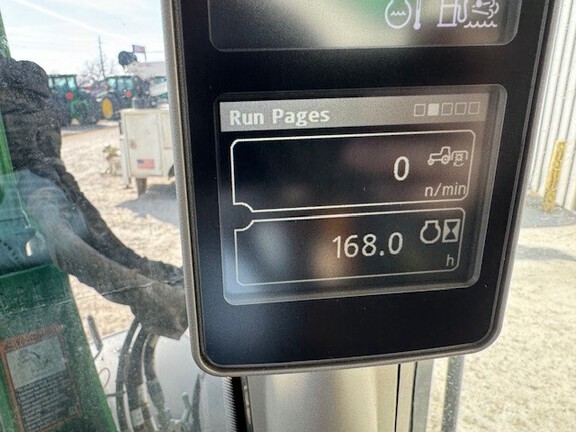 Run Pages
0
n/min
168.0
h